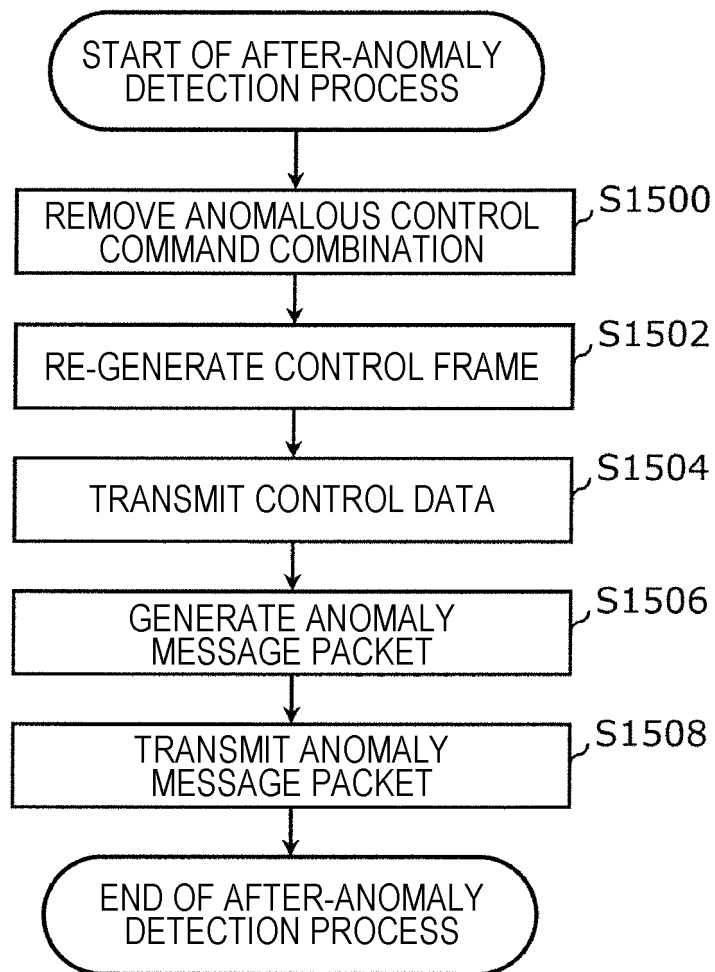 START OF AFTER-ANOMALY
DETECTION PROCESS
S1500
REMOVE ANOMALOUS CONTROL
COMMAND COMBINATION
S1502
RE-GENERATE CONTROL FRAME
S1504
TRANSMIT CONTROL DATA
S1506
GENERATE ANOMALY
MESSAGE PACKET
S1508
TRANSMIT ANOMALY
MESSAGE PACKET
END OF AFTER-ANOMALY
DETECTION PROCESS